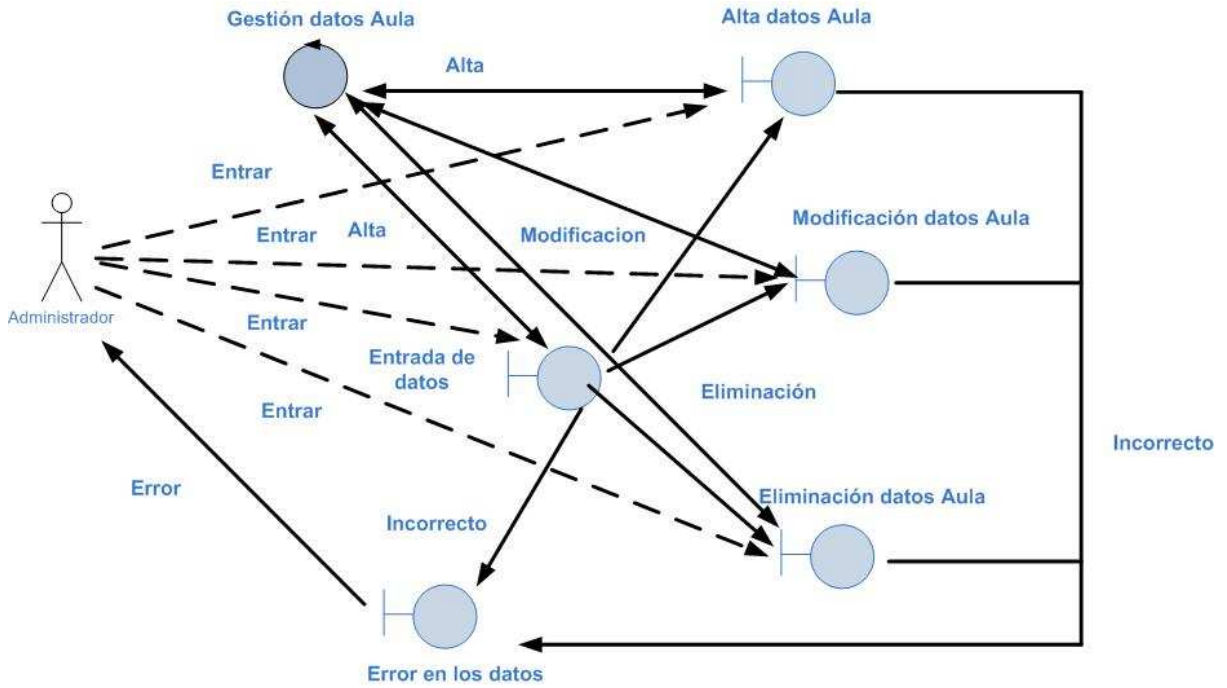 Gestión datos Aula
Alta datos Aula
Alta
Entrar
Entrar
Alta
Modificacion
Modificación datos Aula
Administrador
Entrar
Entrada de
datos
Eliminación
Entrar
Incorrecto
Error
Eliminación datos Aula
Incorrecto
Error en los datos